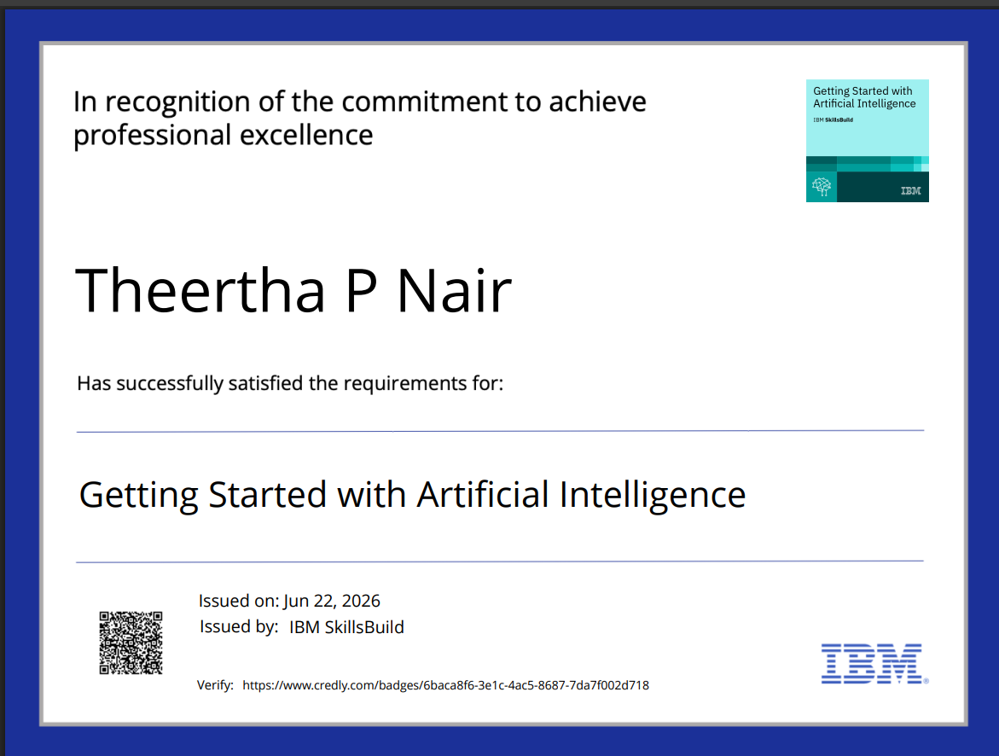 In recognition of the commitment to achieve
professional excellence
Getting Started with
Artificial Intelligence
IBM SkillsBuild
IBM
Theertha P Nair
Has successfully satisfied the requirements for:
Getting Started with Artificial Intelligence
Issued on: Jun 22, 2026
Issued by: IBM SkillsBuild
Verify: https://www.credly.com/badges/6baca8f6-3e1c-4ac5-8687-7da7f002d718
IBM®